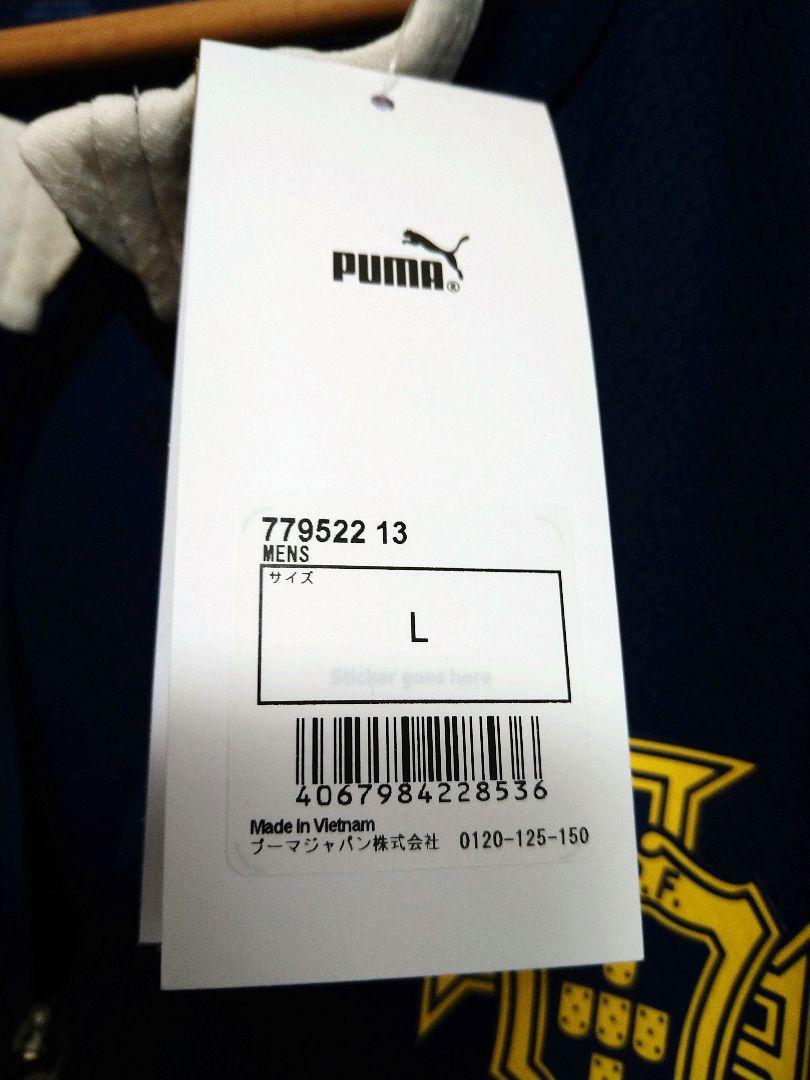 PUMA®
779522 13
MENS
サイズ
L
Sticker goes here
4067984228536
Made in Vietnam
プーマジャパン株式会社 0120-125-150
.F.